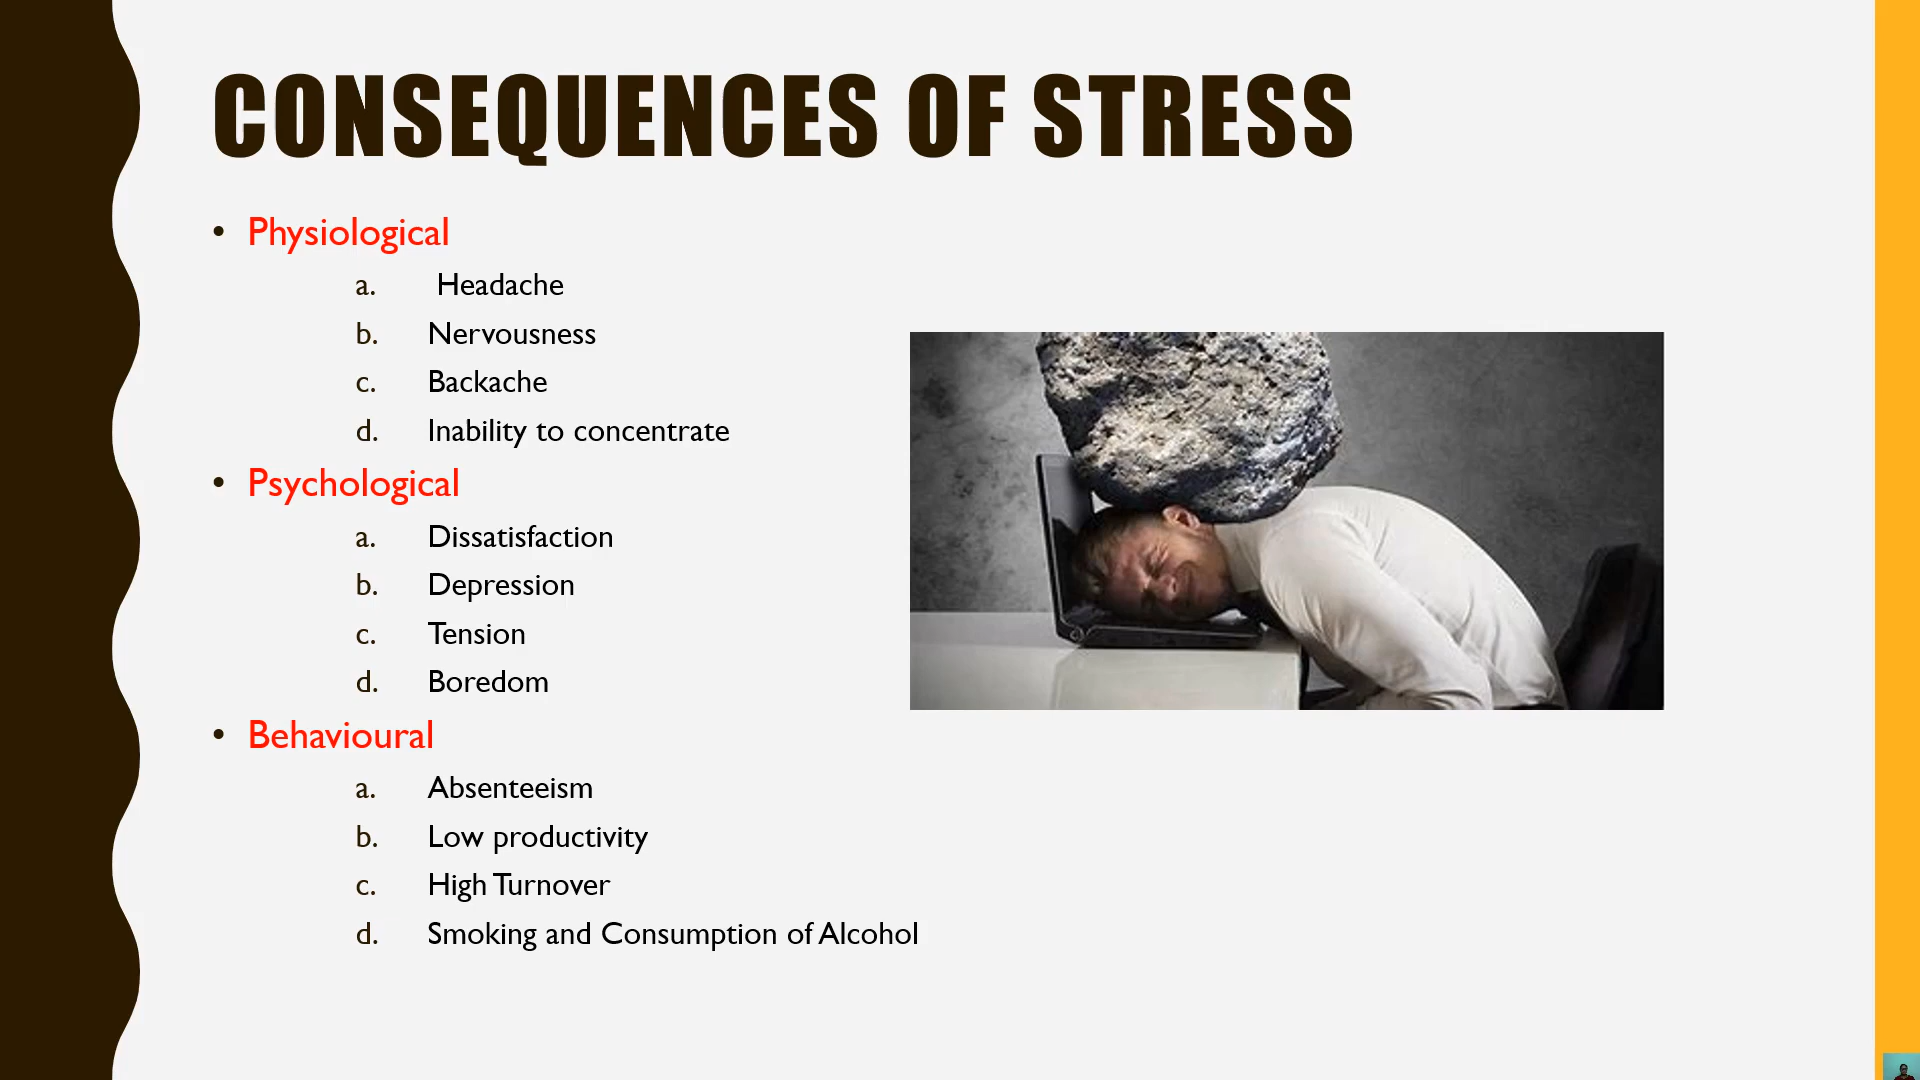 CONSEQUENCES OF STRESS
• Physiological
a. Headache
b. Nervousness
c. Backache
d. Inability to concentrate
• Psychological
a. Dissatisfaction
b. Depression
c. Tension
d. Boredom
• Behavioural
a. Absenteeism
b. Low productivity
c. High Turnover
d. Smoking and Consumption of Alcohol